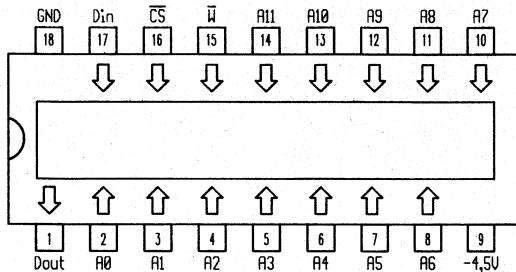 GND Din C̅S̅ W̅ A11 A10 A9 A8 A7
18 17 16 15 14 13 12 11 10
1 2 3 4 5 6 7 8 9
Dout A0 A1 A2 A3 A4 A5 A6 -4,5V